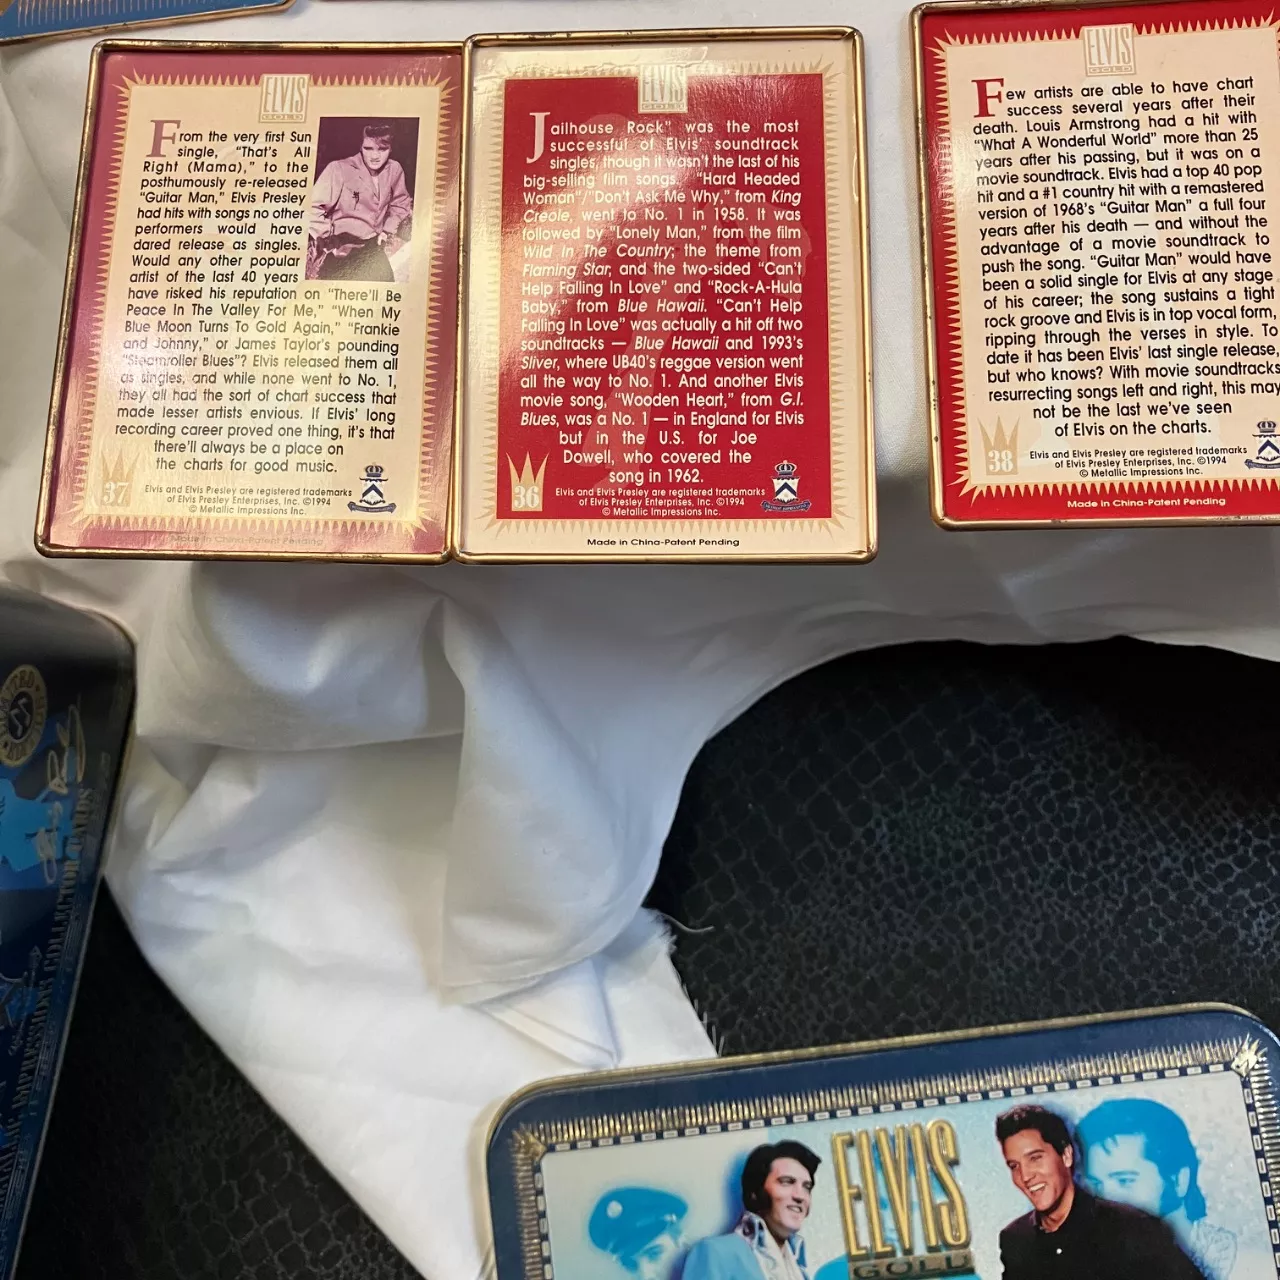 ELVIS
GOLD
From the very first Sun
single, "That's All
Right (Mama)," to the
posthumously re-released
"Guitar Man," Elvis Presley
had hits with songs no other
performers would have
dared release as singles.
Would any other popular
artist of the last 40 years
have risked his reputation on "There'll Be
Peace In The Valley For Me," "When My
Blue Moon Turns To Gold Again," "Frankie
and Johnny," or James Taylor's pounding
"Steamroller Blues"? Elvis released them all
as singles, and while none went to No. 1,
they all had the sort of chart success that
made lesser artists envious. If Elvis' long
recording career proved one thing, it's that
there'll always be a place on
the charts for good music.
37
Elvis and Elvis Presley are registered trademarks
of Elvis Presley Enterprises, Inc. ©1994
© Metallic Impressions Inc.
Made in China-Patent Pending
ELVIS
GOLD
Jailhouse Rock" was the most
successful of Elvis' soundtrack
singles, though it wasn't the last of his
big-selling film songs. "Hard Headed
Woman"/"Don't Ask Me Why," from King
Creole, went to No. 1 in 1958. It was
followed by "Lonely Man," from the film
Wild In The Country; the theme from
Flaming Star; and the two-sided "Can't
Help Falling In Love" and "Rock-A-Hula
Baby," from Blue Hawaii. "Can't Help
Falling In Love" was actually a hit off two
soundtracks — Blue Hawaii and 1993's
Sliver, where UB40's reggae version went
all the way to No. 1. And another Elvis
movie song, "Wooden Heart," from G.I.
Blues, was a No. 1 — in England for Elvis
but in the U.S. for Joe
Dowell, who covered the
song in 1962.
36
Elvis and Elvis Presley are registered trademarks
of Elvis Presley Enterprises, Inc. ©1994
© Metallic Impressions Inc.
Made in China-Patent Pending
ELVIS
GOLD
Few artists are able to have chart
success several years after their
death. Louis Armstrong had a hit with
"What A Wonderful World" more than 25
years after his passing, but it was on a
movie soundtrack. Elvis had a top 40 pop
hit and a #1 country hit with a remastered
version of 1968's "Guitar Man" a full four
years after his death — and without the
advantage of a movie soundtrack to
push the song. "Guitar Man" would have
been a solid single for Elvis at any stage
of his career; the song sustains a tight
rock groove and Elvis is in top vocal form,
ripping through the verses in style. To
date it has been Elvis' last single release,
but who knows? With movie soundtracks
resurrecting songs left and right, this may
not be the last we've seen
of Elvis on the charts.
38
Elvis and Elvis Presley are registered trademarks
of Elvis Presley Enterprises, Inc. ©1994
© Metallic Impressions Inc.
Made in China-Patent Pending
COLLECTOR CARDS
ELVIS
GOLD